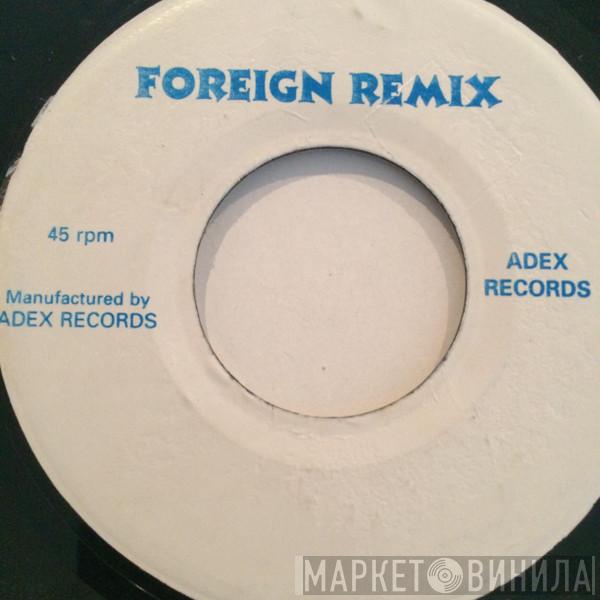 FOREIGN REMIX
45 rpm
ADEX
RECORDS
Manufactured by
ADEX RECORDS
МАРКЕТ ВИНИЛА